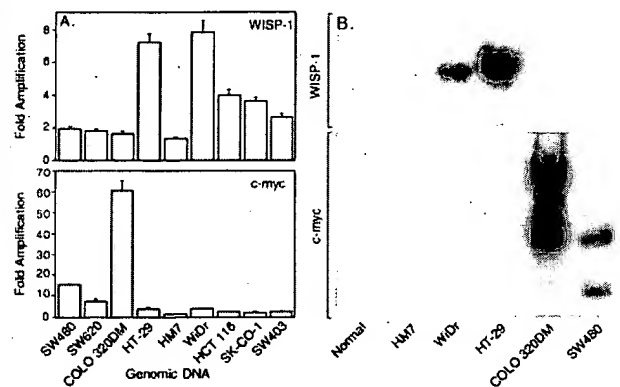 A.
WISP-1
Fold Amplification
8
6
4
2
0
c-myc
Fold Amplification
70
60
50
40
30
20
10
0
SW480
SW620
COLO 320DM
HT-29
HM7
WiDr
HCT 116
SK-CO-1
SW403
Genomic DNA
B.
WISP-1
c-myc
Normal
HM7
WiDr
HT-29
COLO 320DM
SW480